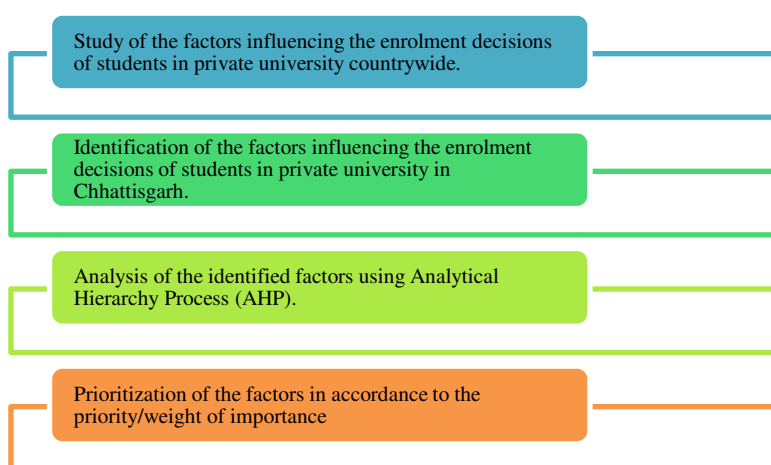 Study of the factors influencing the enrolment decisions
of students in private university countrywide.
Identification of the factors influencing the enrolment
decisions of students in private university in
Chhattisgarh.
Analysis of the identified factors using Analytical
Hierarchy Process (AHP).
Prioritization of the factors in accordance to the
priority/weight of importance